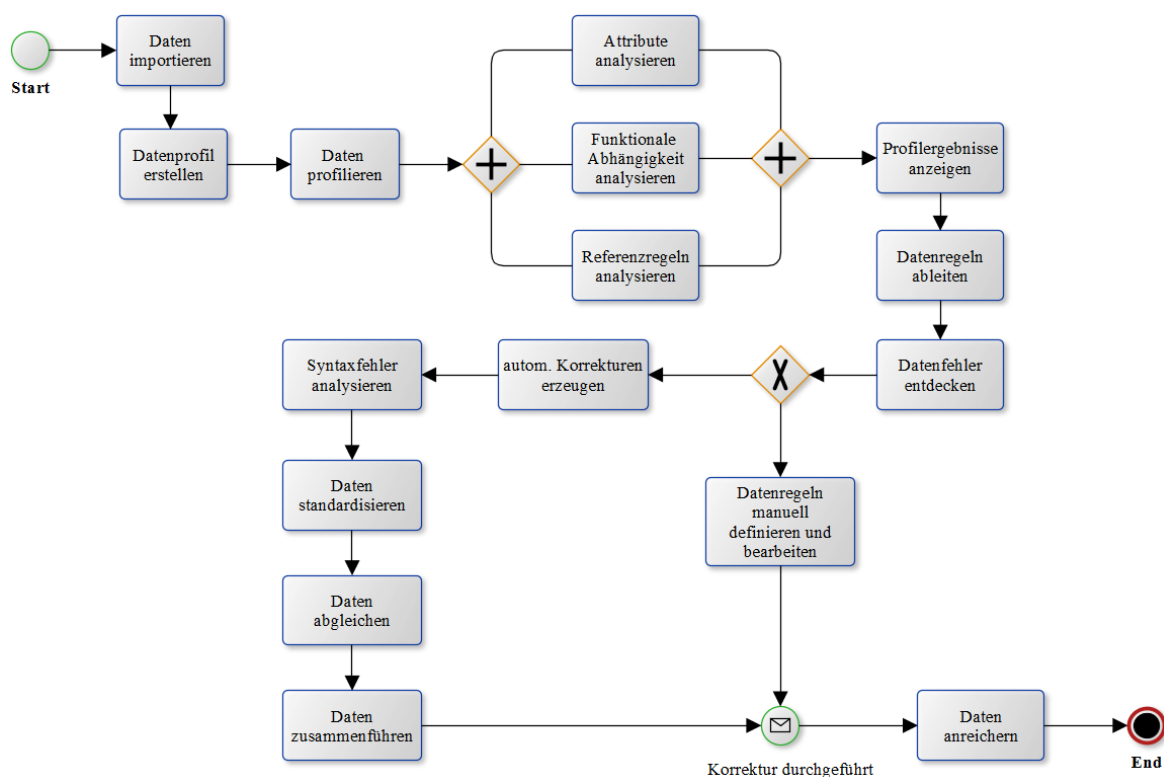 Start
Daten
importieren
Datenprofil
erstellen
Daten
profilieren
Attribute
analysieren
Funktionale
Abhängigkeit
analysieren
Referenzregeln
analysieren
Profilergebnisse
anzeigen
Datenregeln
ableiten
Datenfehler
entdecken
autom. Korrekturen
erzeugen
Syntaxfehler
analysieren
Daten
standardisieren
Daten
abgleichen
Daten
zusammenführen
Datenregeln
manuell
definieren und
bearbeiten
Korrektur durchgeführt
Daten
anreichern
End